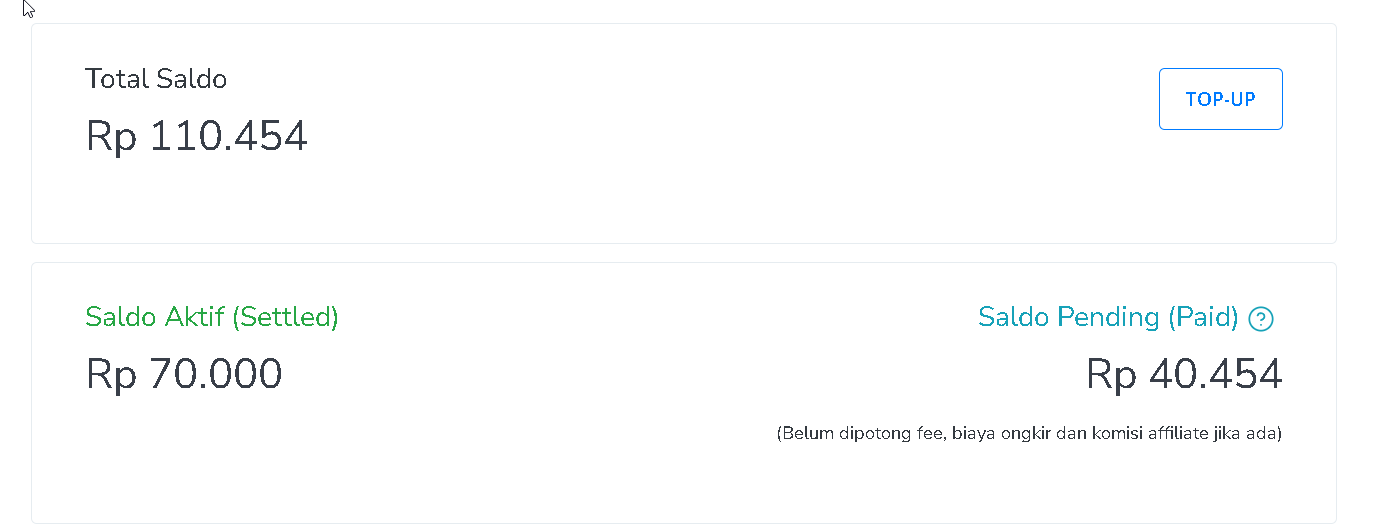 Total Saldo
TOP-UP
Rp 110.454
Saldo Aktif (Settled)
Saldo Pending (Paid) ?
Rp 70.000
Rp 40.454
(Belum dipotong fee, biaya ongkir dan komisi affiliate jika ada)